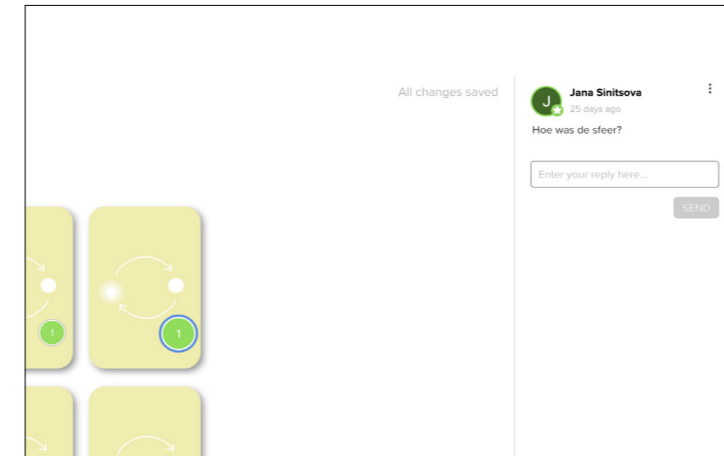 All changes saved
J
Jana Sinitsova
25 days ago
Hoe was de sfeer?
Enter your reply here...
SEND
1
1